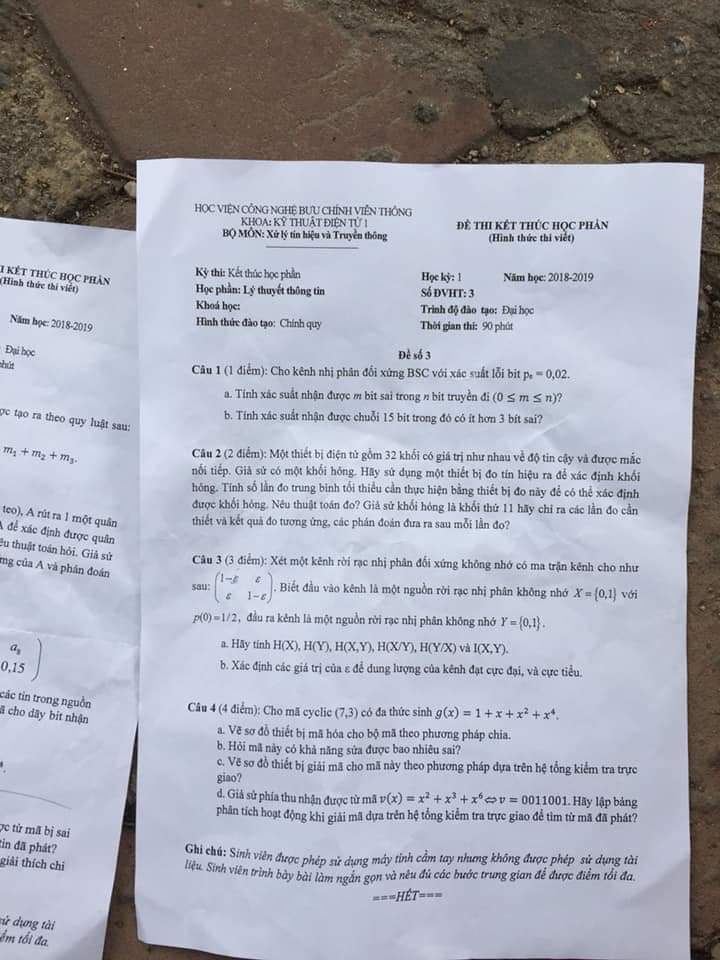 I KẾT THÚC HỌC PHẦN
(Hình thức thi viết)
Năm học: 2018-2019
Đại học
phút
ợc tạo ra theo quy luật sau:
m₁ + m₂ + m₃.
teo), A rút ra 1 một quân
A để xác định được quân
êu thuật toán hỏi. Giả sử
ng của A và phán đoán
a₈
0,15
các tin trong nguồn
ã cho dãy bit nhận
ợc từ mã bị sai
tin đã phát?
giải thích chi
sử dụng tài
iểm tối đa.
HỌC VIỆN CÔNG NGHỆ BƯU CHÍNH VIỄN THÔNG
KHOA: KỸ THUẬT ĐIỆN TỬ 1
BỘ MÔN: Xử lý tín hiệu và Truyền thông
ĐỀ THI KẾT THÚC HỌC PHẦN
(Hình thức thi viết)
Kỳ thi: Kết thúc học phần
Học phần: Lý thuyết thông tin
Khoá học:
Hình thức đào tạo: Chính quy
Học kỳ: 1 Năm học: 2018-2019
Số ĐVHT: 3
Trình độ đào tạo: Đại học
Thời gian thi: 90 phút
Đề số 3
Câu 1 (1 điểm): Cho kênh nhị phân đối xứng BSC với xác suất lỗi bit pₑ = 0,02.
a. Tính xác suất nhận được m bit sai trong n bit truyền đi (0 ≤ m ≤ n)?
b. Tính xác suất nhận được chuỗi 15 bit trong đó có ít hơn 3 bít sai?
Câu 2 (2 điểm): Một thiết bị điện tử gồm 32 khối có giá trị như nhau về độ tin cậy và được mắc
nối tiếp. Giả sử có một khối hỏng. Hãy sử dụng một thiết bị đo tín hiệu ra để xác định khối
hỏng. Tính số lần đo trung bình tối thiểu cần thực hiện bằng thiết bị đo này để có thể xác định
được khối hỏng. Nêu thuật toán đo? Giả sử khối hỏng là khối thứ 11 hãy chỉ ra các lần đo cần
thiết và kết quả đo tương ứng, các phán đoán đưa ra sau mỗi lần đo?
Câu 3 (3 điểm): Xét một kênh rời rạc nhị phân đối xứng không nhớ có ma trận kênh cho như
sau: (1−ε ε
ε 1−ε). Biết đầu vào kênh là một nguồn rời rạc nhị phân không nhớ X = {0,1} với
p(0) = 1/2, đầu ra kênh là một nguồn rời rạc nhị phân không nhớ Y = {0,1}.
a. Hãy tính H(X), H(Y), H(X,Y), H(X/Y), H(Y/X) và I(X,Y).
b. Xác định các giá trị của ε để dung lượng của kênh đạt cực đại, và cực tiểu.
Câu 4 (4 điểm): Cho mã cyclic (7,3) có đa thức sinh g(x) = 1 + x + x² + x⁴.
a. Vẽ sơ đồ thiết bị mã hóa cho bộ mã theo phương pháp chia.
b. Hỏi mã này có khả năng sửa được bao nhiêu sai?
c. Vẽ sơ đồ thiết bị giải mã cho mã này theo phương pháp dựa trên hệ tổng kiểm tra trực
giao?
d. Giả sử phía thu nhận được từ mã v(x) = x² + x³ + x⁶ ⇔ v = 0011001. Hãy lập bảng
phân tích hoạt động khi giải mã dựa trên hệ tổng kiểm tra trực giao để tìm từ mã đã phát?
Ghi chú: Sinh viên được phép sử dụng máy tính cầm tay nhưng không được phép sử dụng tài
liệu. Sinh viên trình bày bài làm ngắn gọn và nêu đủ các bước trung gian để được điểm tối đa.
===HẾT===